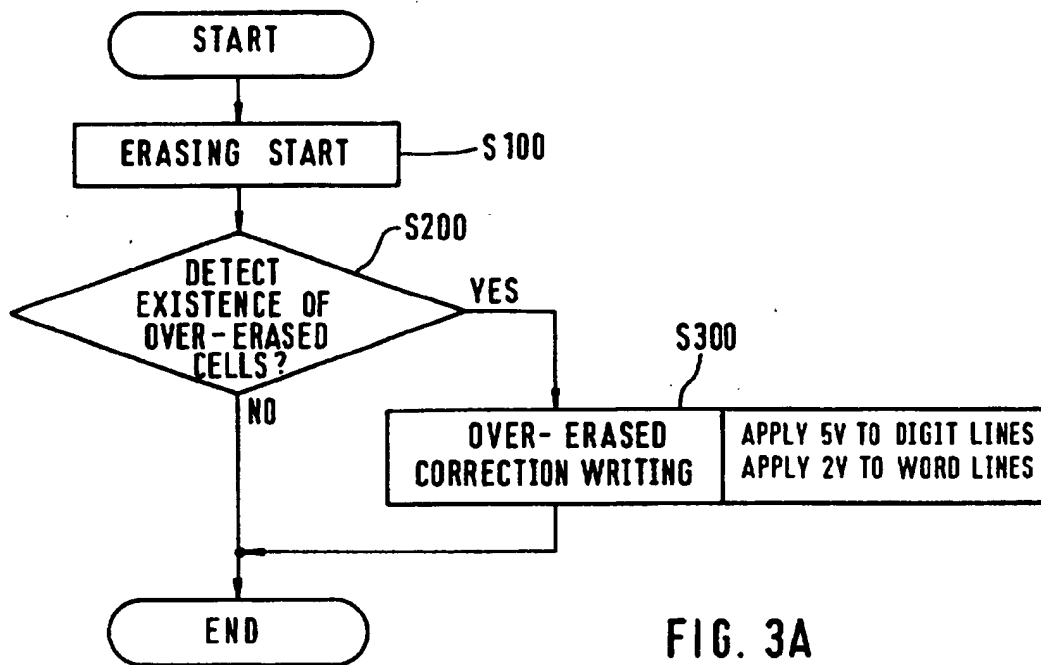 START
ERASING START
S100
S200
DETECT
EXISTENCE OF
OVER-ERASED
CELLS?
YES
NO
S300
OVER-ERASED
CORRECTION WRITING
APPLY 5V TO DIGIT LINES
APPLY 2V TO WORD LINES
END
FIG. 3A